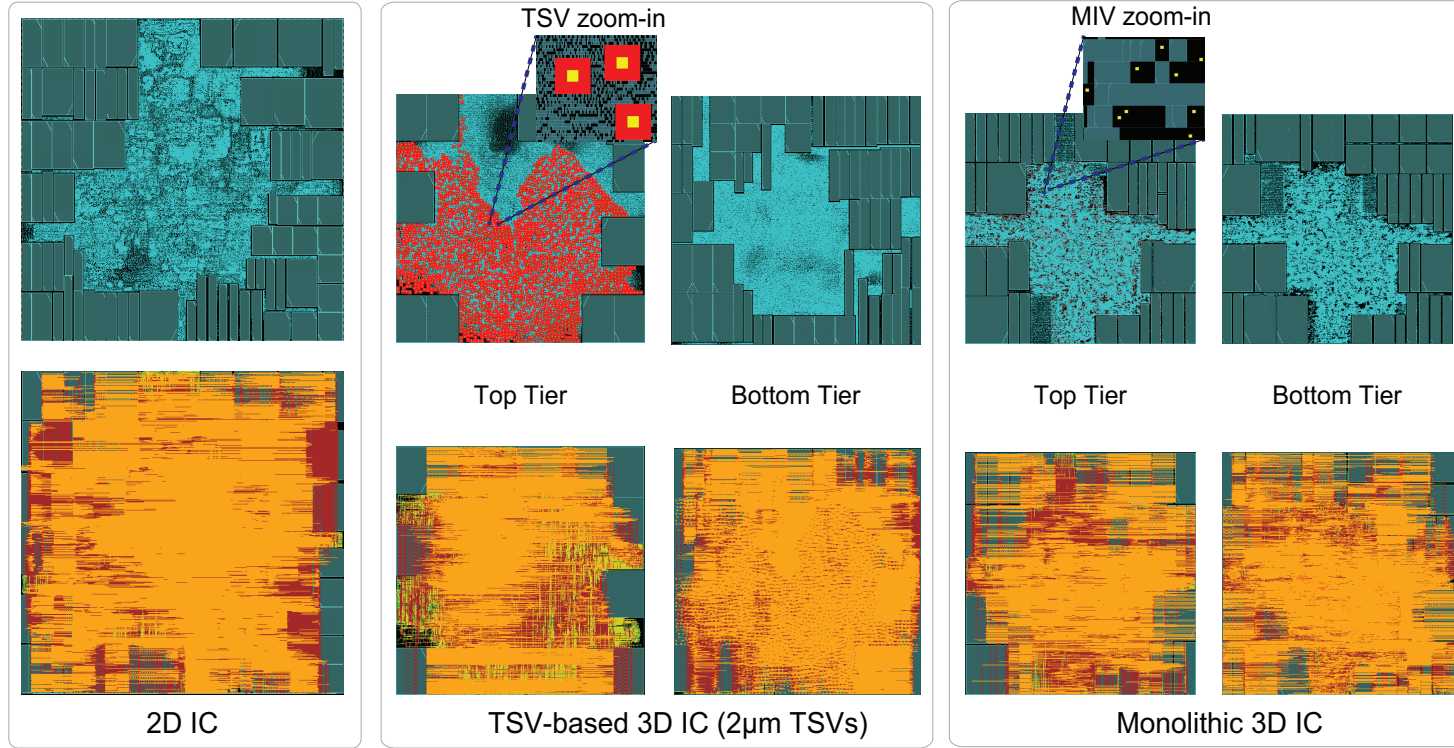 TSV zoom-in
MIV zoom-in
Top Tier
Bottom Tier
Top Tier
Bottom Tier
2D IC
TSV-based 3D IC (2µm TSVs)
Monolithic 3D IC